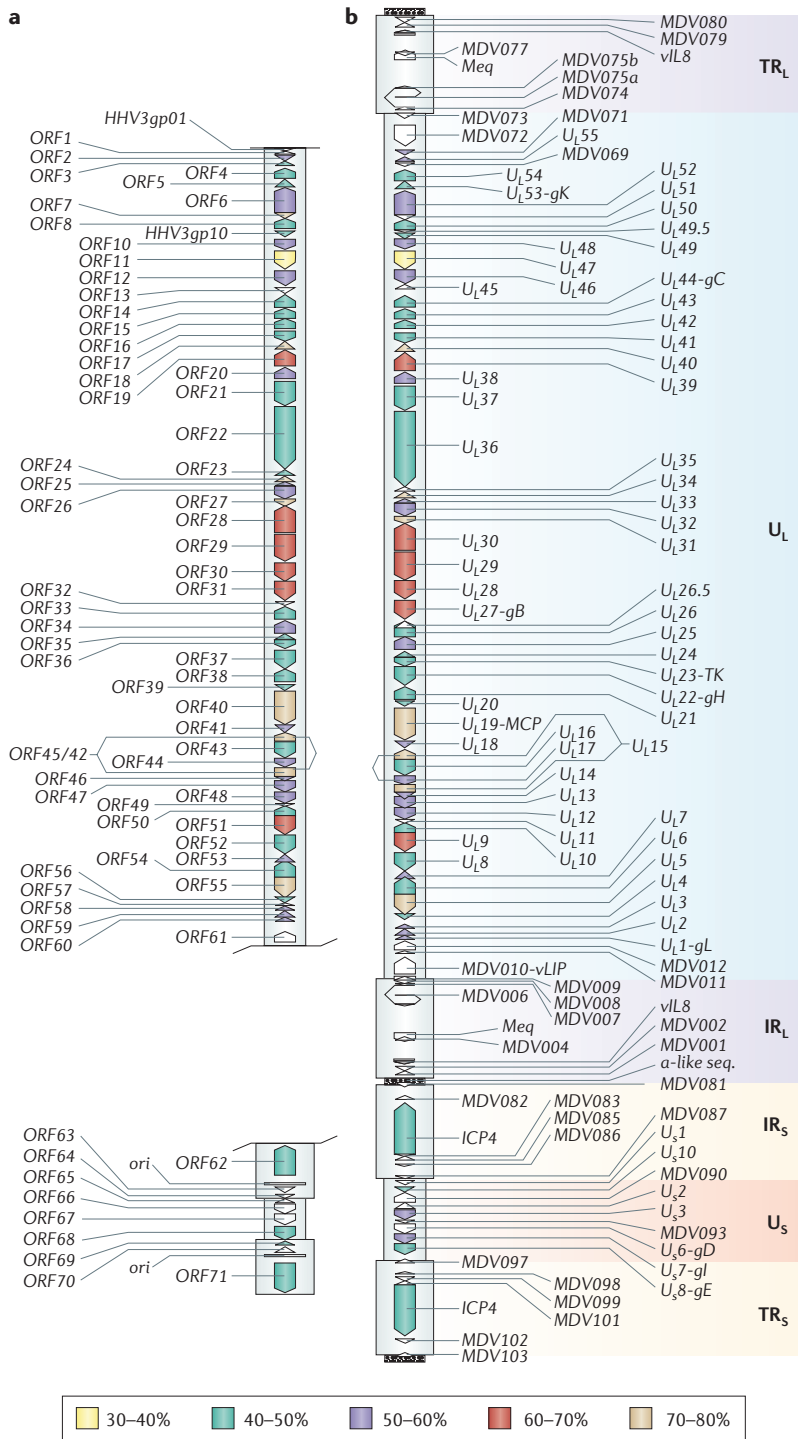 a
HHV3gp01
ORF1
ORF2
ORF3
ORF4
ORF5
ORF6
ORF7
ORF8
HHV3gp10
ORF10
ORF11
ORF12
ORF13
ORF14
ORF15
ORF16
ORF17
ORF18
ORF19
ORF20
ORF21
ORF22
ORF23
ORF24
ORF25
ORF26
ORF27
ORF28
ORF29
ORF30
ORF31
ORF32
ORF33
ORF34
ORF35
ORF36
ORF37
ORF38
ORF39
ORF40
ORF41
ORF43
ORF45/42
ORF44
ORF46
ORF47
ORF48
ORF49
ORF50
ORF51
ORF52
ORF53
ORF54
ORF55
ORF56
ORF57
ORF58
ORF59
ORF60
ORF61
ORF62
ORF63
ORF64
ORF65
ori
ORF66
ORF67
ORF68
ORF69
ORF70
ori
ORF71
b
MDV080
MDV079
vIL8
MDV077
Meq
TRL
MDV075b
MDV075a
MDV074
MDV073
MDV072
MDV071
UL55
MDV069
UL54
UL53-gK
UL52
UL51
UL50
UL49.5
UL49
UL48
UL47
UL46
UL45
UL44-gC
UL43
UL42
UL41
UL40
UL39
UL38
UL37
UL36
UL35
UL34
UL33
UL32
UL31
UL
UL30
UL29
UL28
UL27-gB
UL26.5
UL26
UL25
UL24
UL23-TK
UL22-gH
UL21
UL20
UL19-MCP
UL18
UL16
UL17
UL15
UL14
UL13
UL12
UL11
UL10
UL9
UL8
UL7
UL6
UL5
UL4
UL3
UL2
UL1-gL
MDV012
MDV011
MDV010-vLIP
MDV009
MDV008
MDV007
MDV006
Meq
MDV004
vIL8
MDV002
MDV001
a-like seq.
IRL
MDV081
MDV082
MDV083
MDV085
MDV086
ICP4
IRS
MDV087
US1
US10
MDV090
US2
US3
MDV093
US6-gD
US7-gI
US8-gE
US
MDV097
MDV098
MDV099
MDV101
ICP4
TRS
MDV102
MDV103
30–40%
40–50%
50–60%
60–70%
70–80%